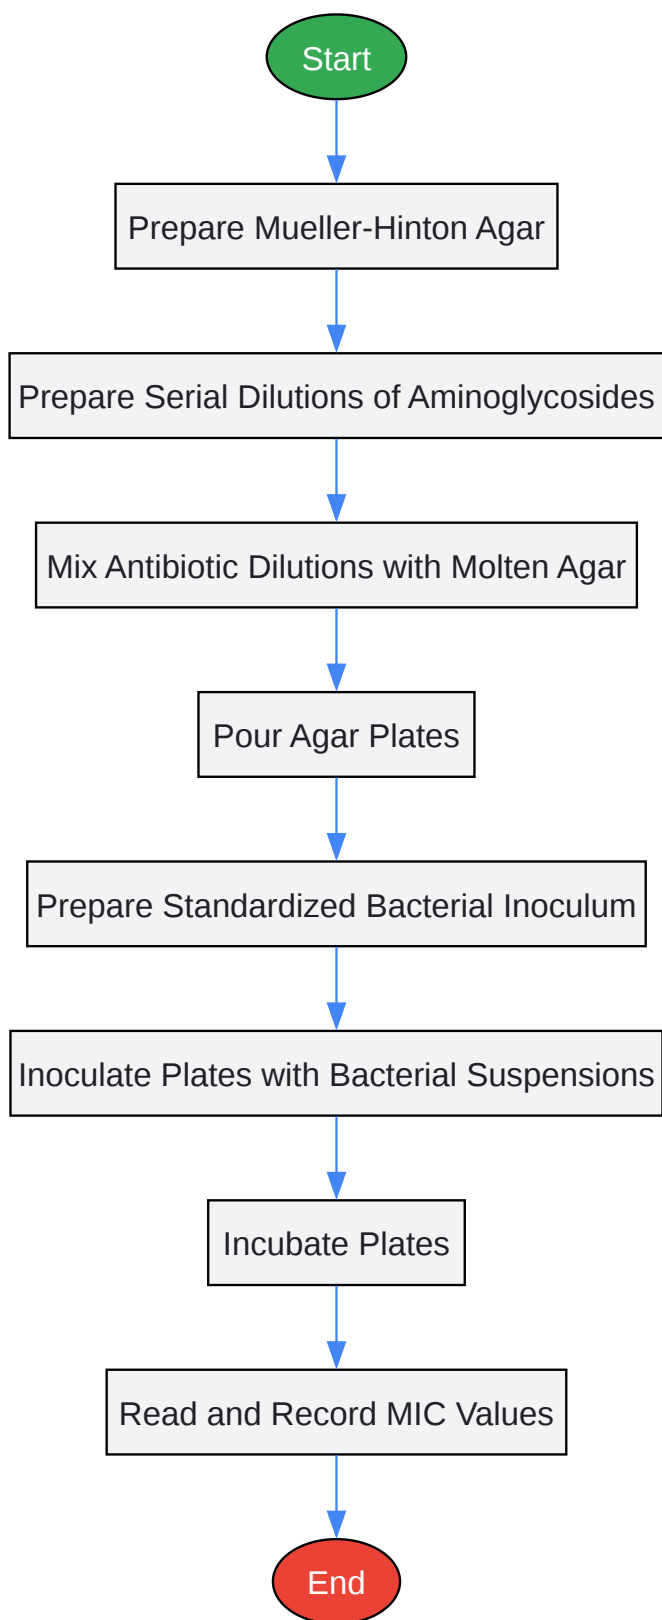 Start
Prepare Mueller-Hinton Agar
Prepare Serial Dilutions of Aminoglycosides
Mix Antibiotic Dilutions with Molten Agar
Pour Agar Plates
Prepare Standardized Bacterial Inoculum
Inoculate Plates with Bacterial Suspensions
Incubate Plates
Read and Record MIC Values
End